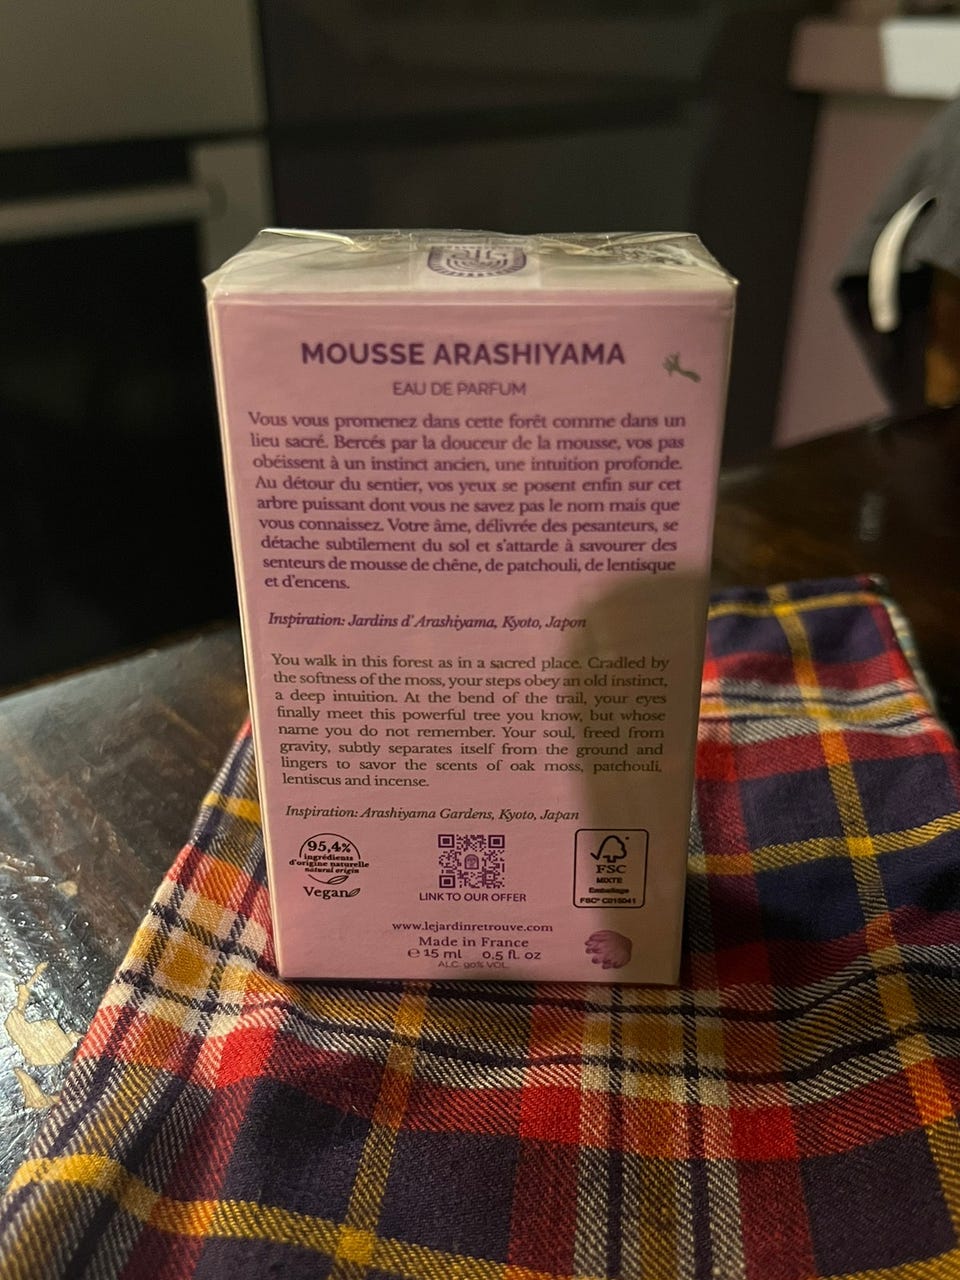 MOUSSE ARASHIYAMA
EAU DE PARFUM
Vous vous promenez dans cette forêt comme dans un
lieu sacré. Bercés par la douceur de la mousse, vos pas
obéissent à un instinct ancien, une intuition profonde.
Au détour du sentier, vos yeux se posent enfin sur cet
arbre puissant dont vous ne savez pas le nom mais que
vous connaissez. Votre âme, délivrée des pesanteurs, se
détache subtilement du sol et s'attarde à savourer des
senteurs de mousse de chêne, de patchouli, de lentisque
et d'encens.
Inspiration: Jardins d'Arashiyama, Kyoto, Japon
You walk in this forest as in a sacred place. Cradled by
the softness of the moss, your steps obey an old instinct,
a deep intuition. At the bend of the trail, your eyes
finally meet this powerful tree you know, but whose
name you do not remember. Your soul, freed from
gravity, subtly separates itself from the ground and
lingers to savor the scents of oak moss, patchouli,
lentiscus and incense.
Inspiration: Arashiyama Gardens, Kyoto, Japan
95,4%
ingrédients
d'origine naturelle
natural origin
Vegan
LINK TO OUR OFFER
FSC
MIXTE
Emballage
FSC® C015041
www.lejardinretrouve.com
Made in France
℮ 15 ml 0,5 fl. oz
ALC. 90% VOL.